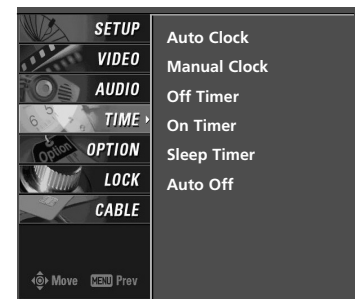 SETUP
VIDEO
AUDIO
TIME
OPTION
LOCK
CABLE
Move MENU Prev
Auto Clock
Manual Clock
Off Timer
On Timer
Sleep Timer
Auto Off